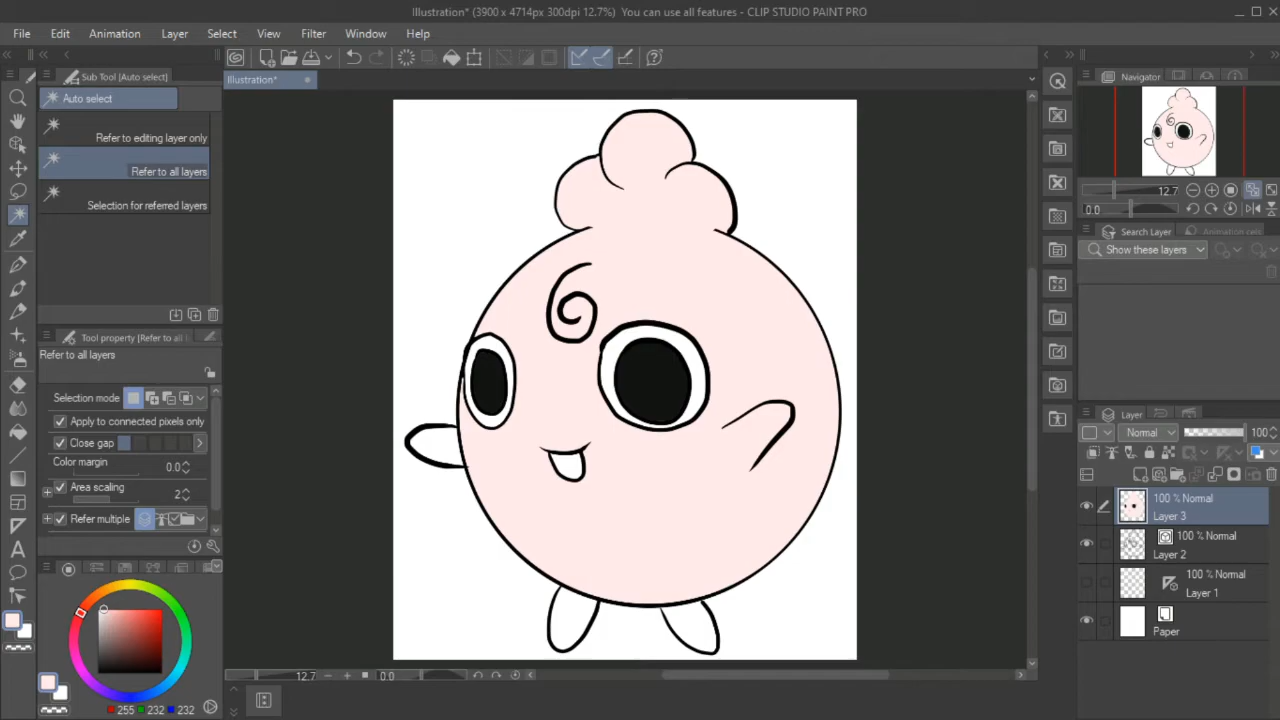 Illustration* (3900 x 4714px 300dpi 12.7%) You can use all features - CLIP STUDIO PAINT PRO
File Edit Animation Layer Select View Filter Window Help
Sub Tool [Auto select]
Auto select
Refer to editing layer only
Refer to all layers
Selection for referred layers
Tool property [Refer to all l
Refer to all layers
Selection mode
Apply to connected pixels only
Close gap
Color margin
0.0
Area scaling
2
Refer multiple
255 232 232
Illustration*
12.7 0.0
Navigator
12.7
0.0
Search Layer Animation cels
Show these layers
Layer
Normal 100
100 % Normal
Layer 3
100 % Normal
Layer 2
100 % Normal
Layer 1
Paper